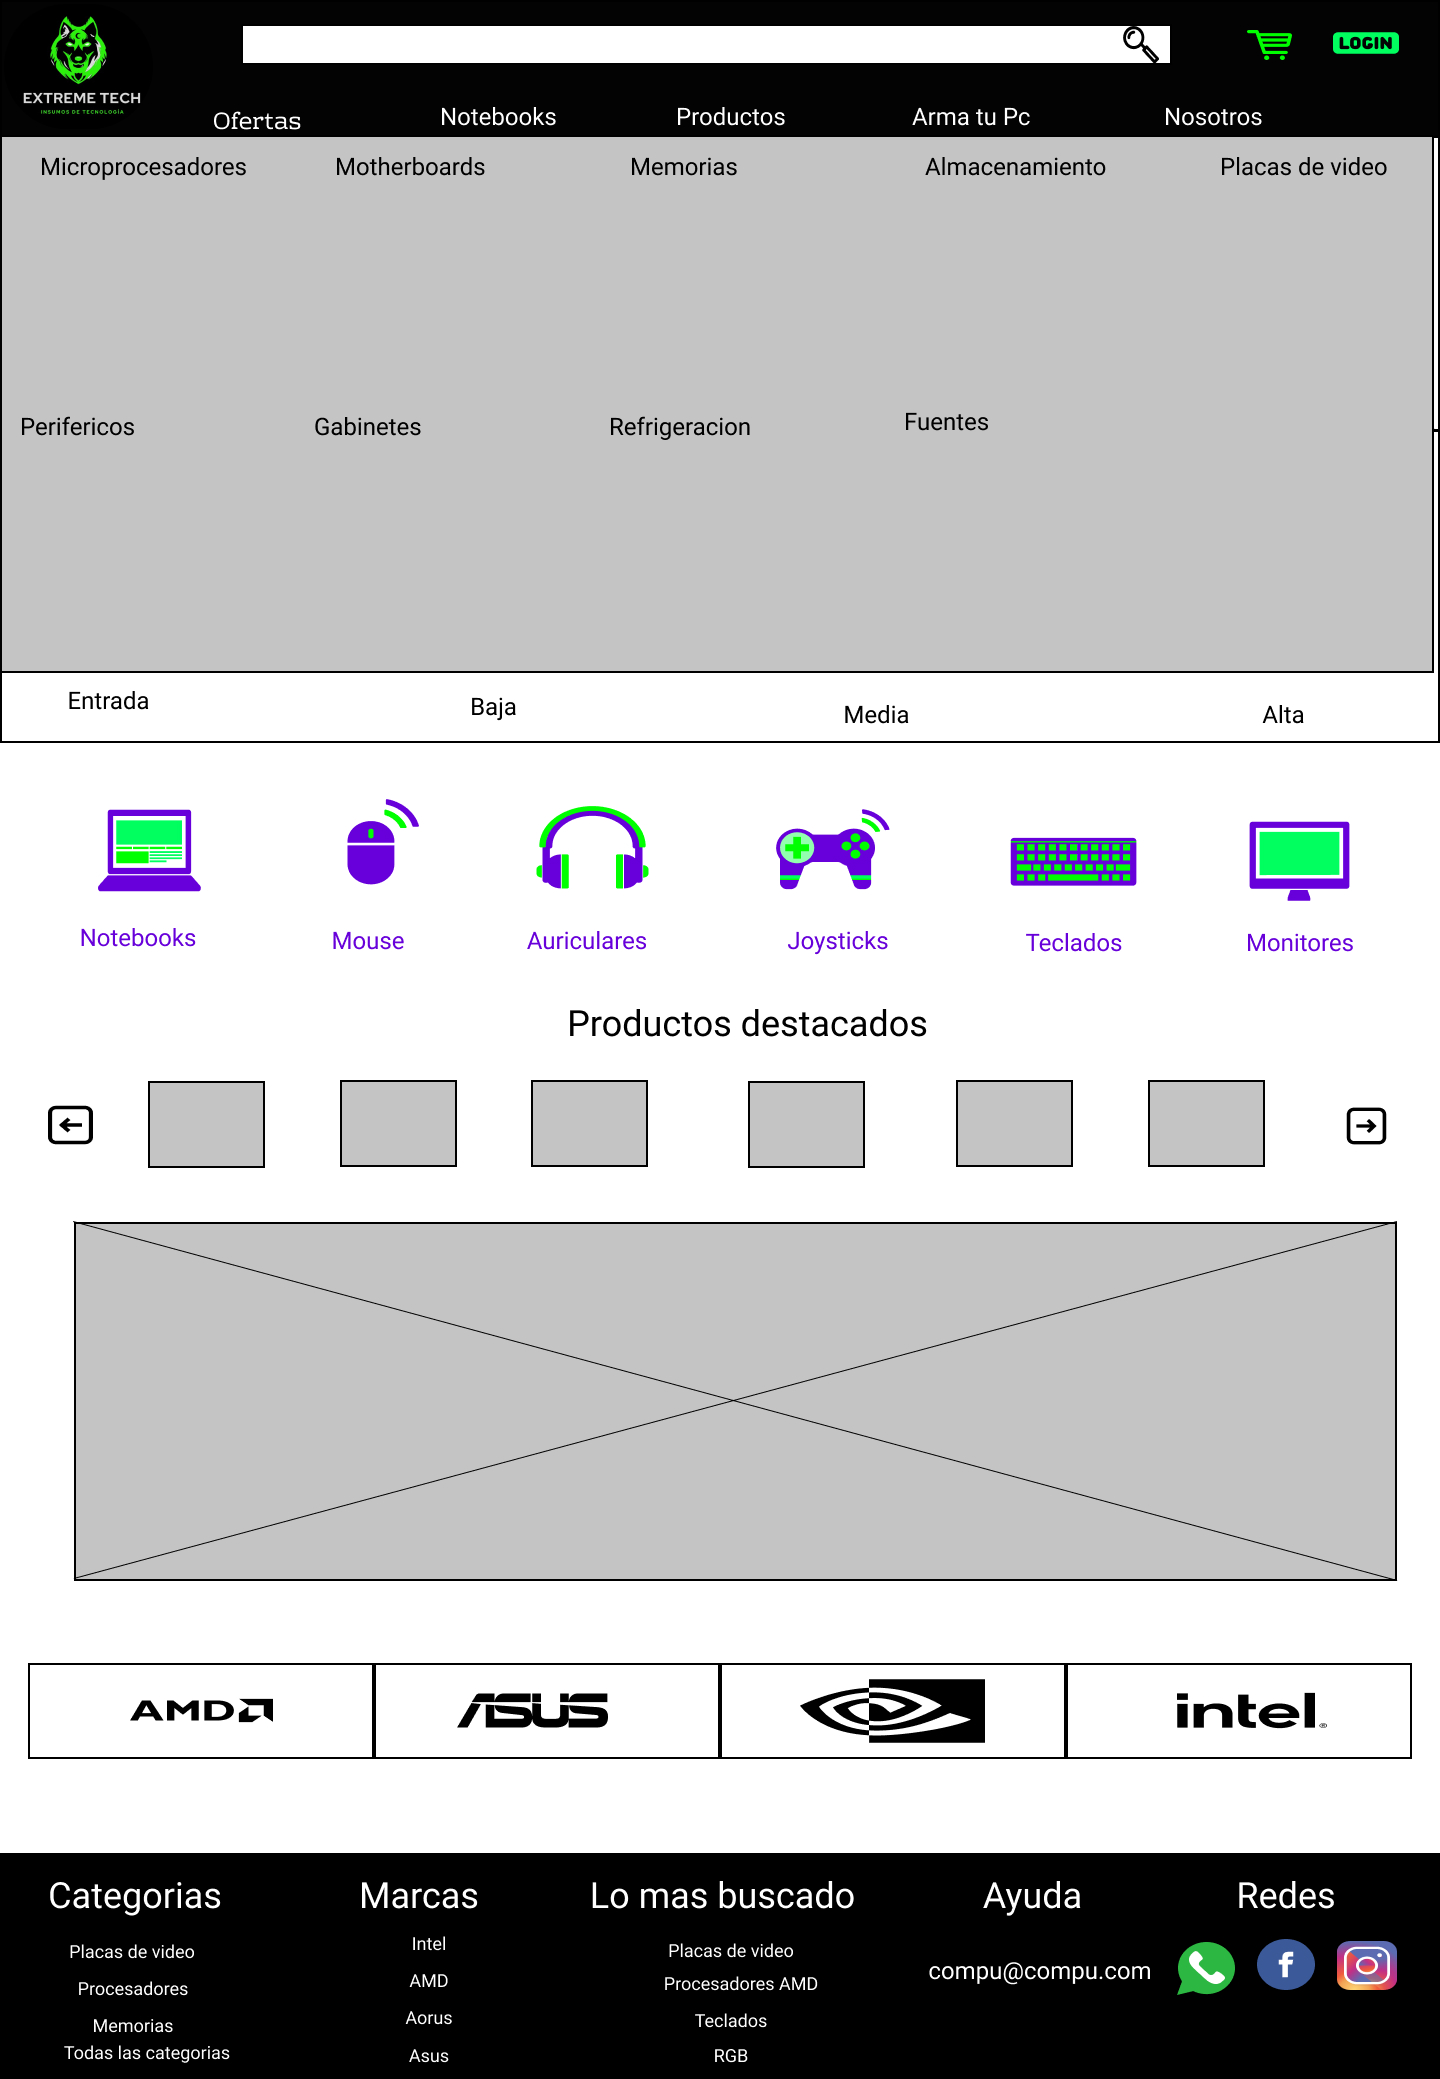 EXTREME TECH
INSUMOS DE TECNOLOGÍA
LOGIN
Ofertas
Notebooks
Productos
Arma tu Pc
Nosotros
Microprocesadores
Motherboards
Memorias
Almacenamiento
Placas de video
Perifericos
Gabinetes
Refrigeracion
Fuentes
Entrada
Baja
Media
Alta
Notebooks
Mouse
Auriculares
Joysticks
Teclados
Monitores
Productos destacados
AMD
ASUS
intel®
Categorias
Placas de video
Procesadores
Memorias
Todas las categorias
Marcas
Intel
AMD
Aorus
Asus
Lo mas buscado
Placas de video
Procesadores AMD
Teclados
RGB
Ayuda
compu@compu.com
Redes
f